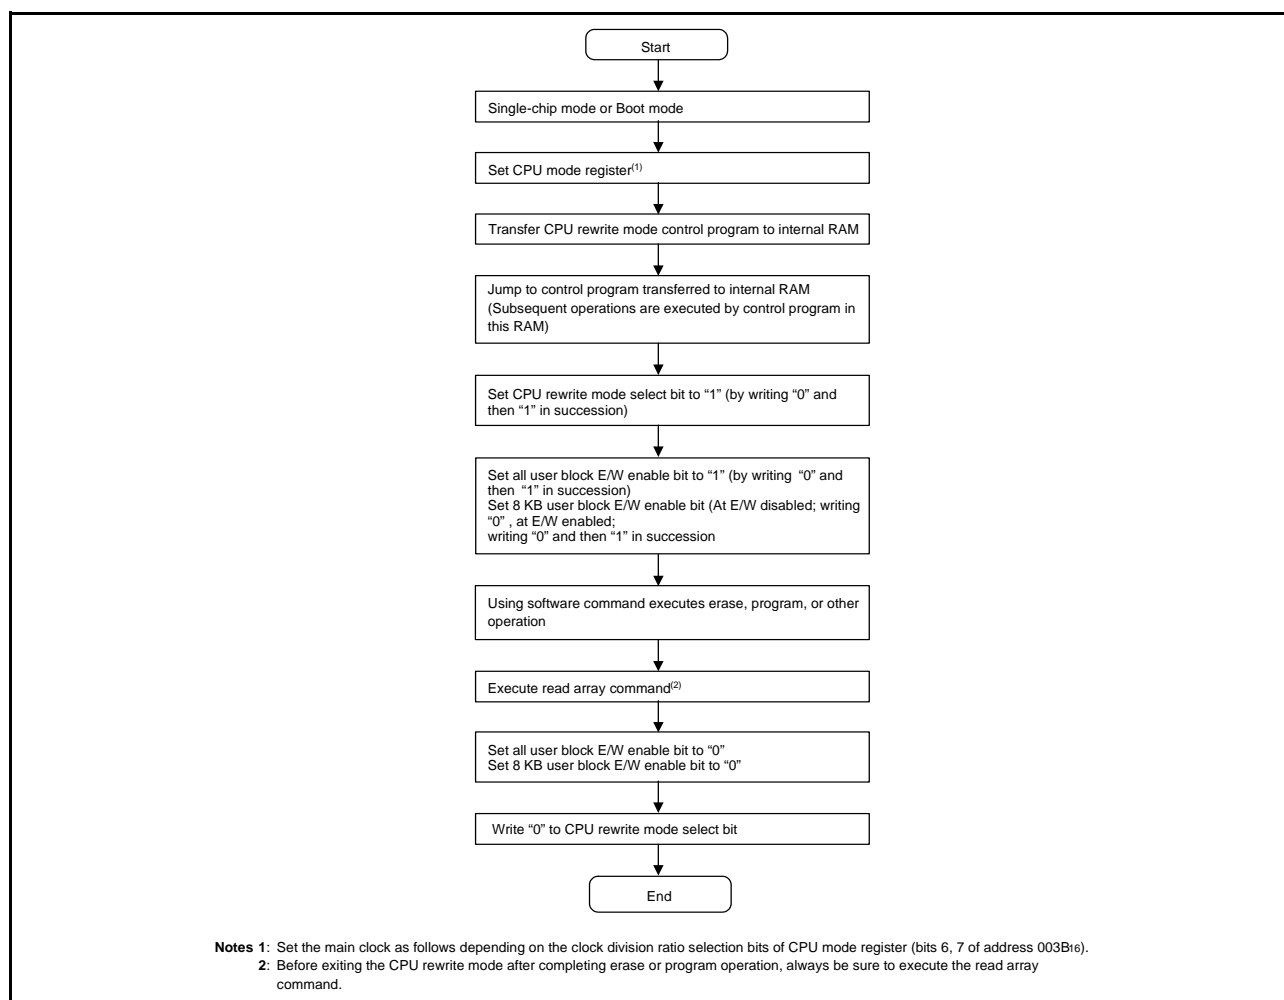 Start
Single-chip mode or Boot mode
Set CPU mode register(1)
Transfer CPU rewrite mode control program to internal RAM
Jump to control program transferred to internal RAM
(Subsequent operations are executed by control program in
this RAM)
Set CPU rewrite mode select bit to “1” (by writing “0” and
then “1” in succession)
Set all user block E/W enable bit to “1” (by writing “0” and
then “1” in succession)
Set 8 KB user block E/W enable bit (At E/W disabled; writing
“0” , at E/W enabled;
writing “0” and then “1” in succession
Using software command executes erase, program, or other
operation
Execute read array command(2)
Set all user block E/W enable bit to “0”
Set 8 KB user block E/W enable bit to “0”
Write “0” to CPU rewrite mode select bit
End
Notes 1: Set the main clock as follows depending on the clock division ratio selection bits of CPU mode register (bits 6, 7 of address 003B16).
2: Before exiting the CPU rewrite mode after completing erase or program operation, always be sure to execute the read array
command.